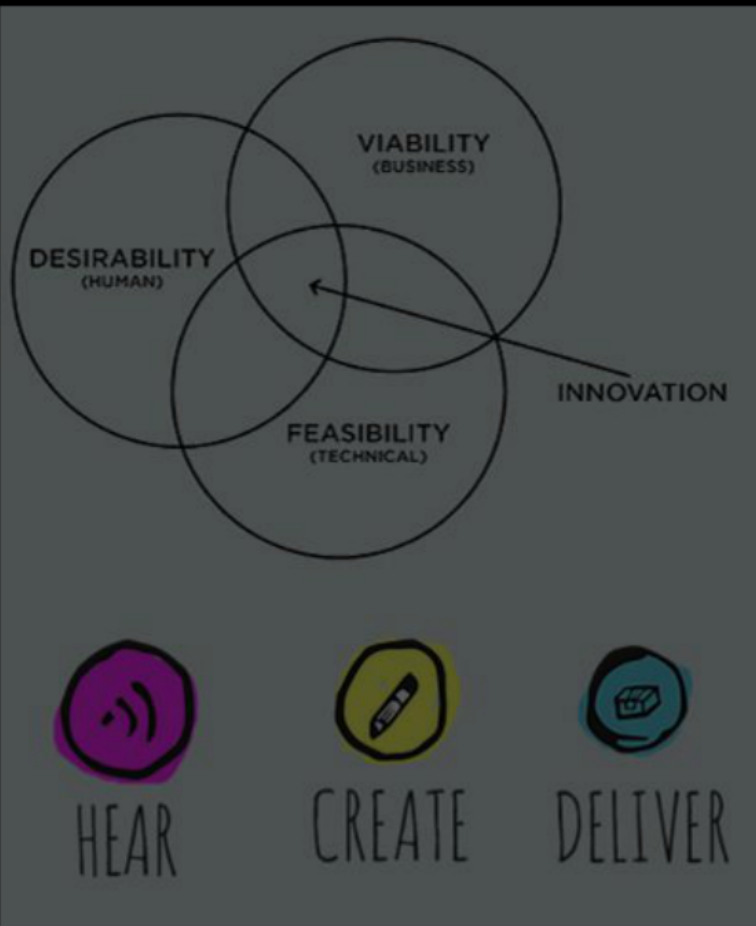 VIABILITY
(BUSINESS)
DESIRABILITY
(HUMAN)
INNOVATION
FEASIBILITY
(TECHNICAL)
HEAR
CREATE
DELIVER